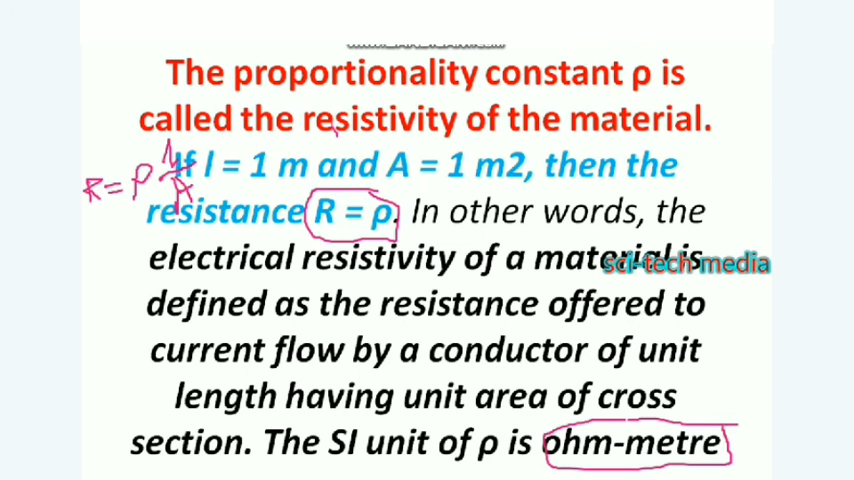 The proportionality constant ρ is
called the resistivity of the material.
If l = 1 m and A = 1 m2, then the
R = ρ l/A
resistance R = ρ. In other words, the
electrical resistivity of a material is
sci-tech media
defined as the resistance offered to
current flow by a conductor of unit
length having unit area of cross
section. The SI unit of ρ is ohm-metre